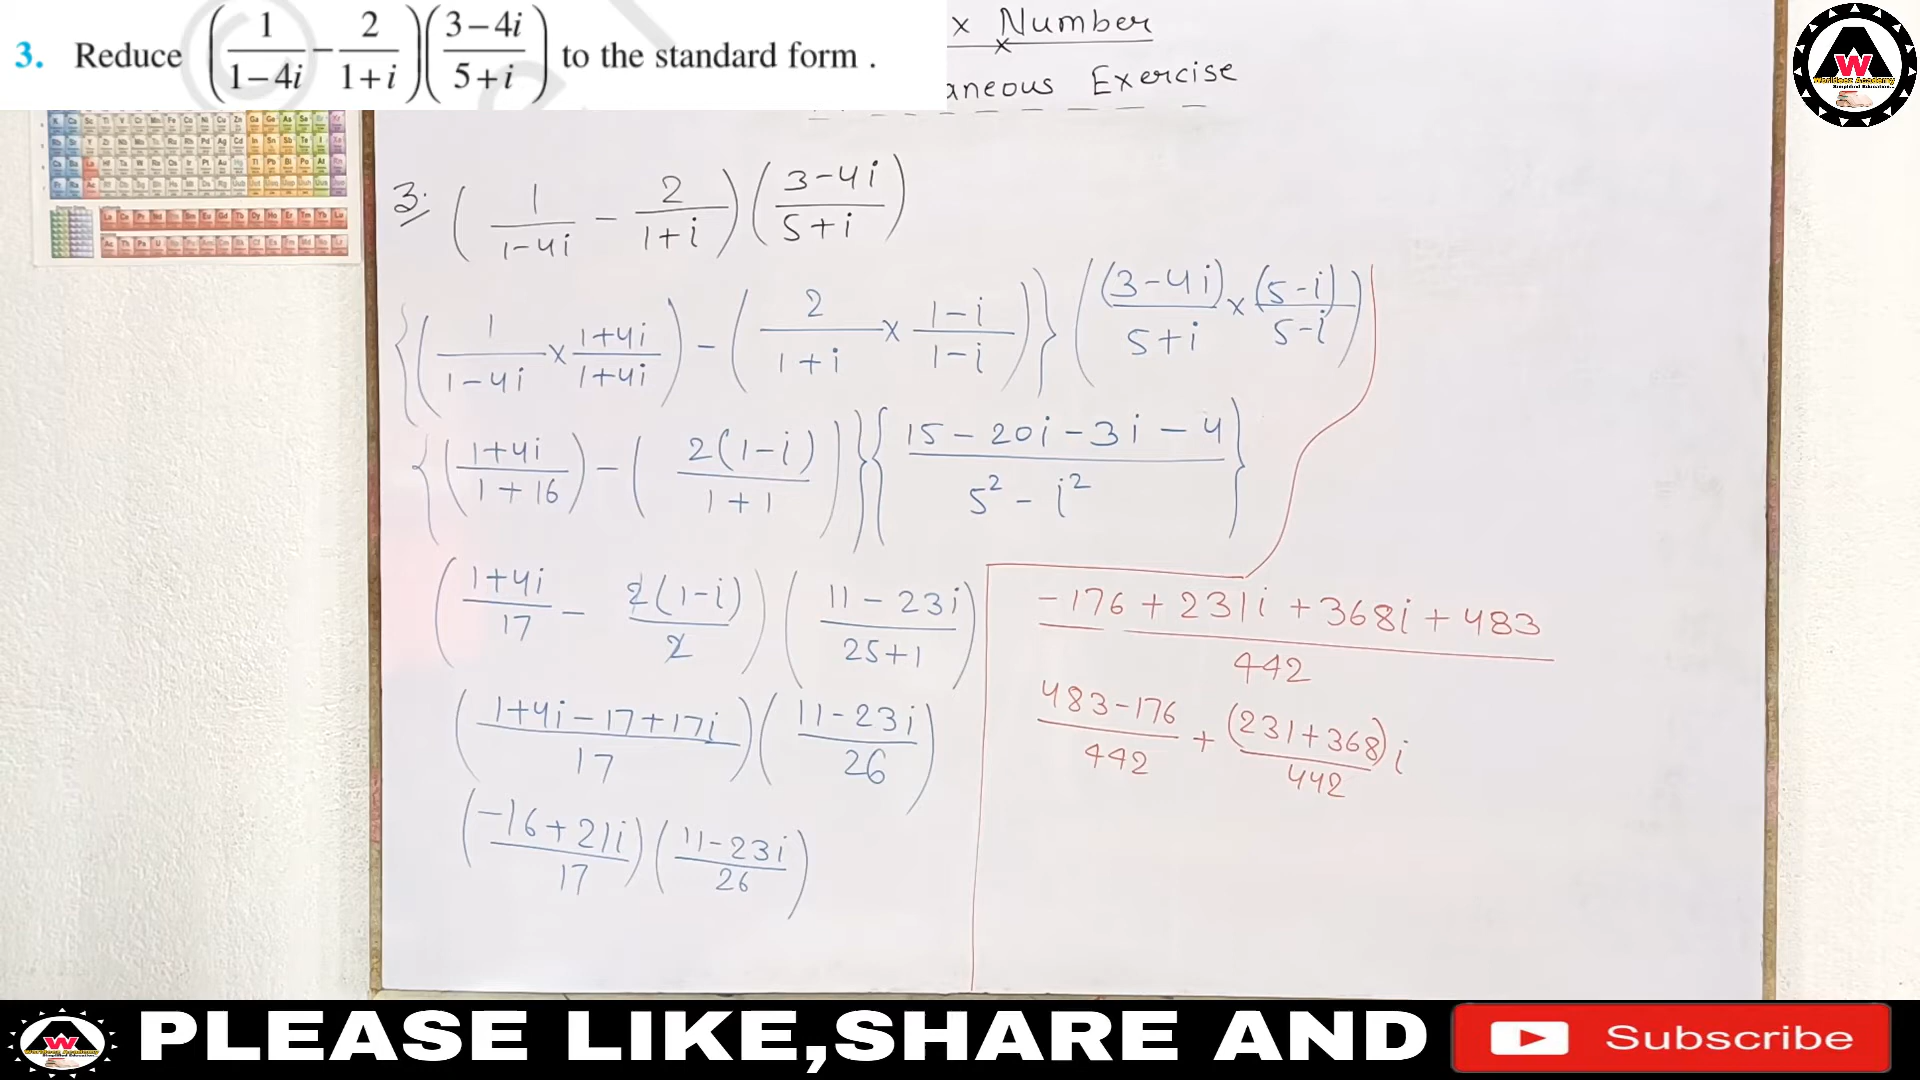 3. Reduce (1/(1-4i) - 2/(1+i))((3-4i)/(5+i)) to the standard form .
x Number
aneous Exercise
W
Worldeez Academy
Simplified Education...
3. (1/(1-4i) - 2/(1+i))((3-4i)/(5+i))
{(1/(1-4i) × (1+4i)/(1+4i)) - (2/(1+i) × (1-i)/(1-i))} ((3-4i)/(5+i) × (5-i)/(5-i))
{((1+4i)/(1+16)) - (2(1-i)/(1+1))}{(15-20i-3i-4)/(5²-i²)}
((1+4i)/17 - 2(1-i)/2)((11-23i)/(25+1))
((1+4i-17+17i)/17)((11-23i)/26)
((-16+21i)/17)((11-23i)/26)
(-176+231i+368i+483)/442
(483-176)/442 + (231+368)/442 i
W
PLEASE LIKE,SHARE AND Subscribe